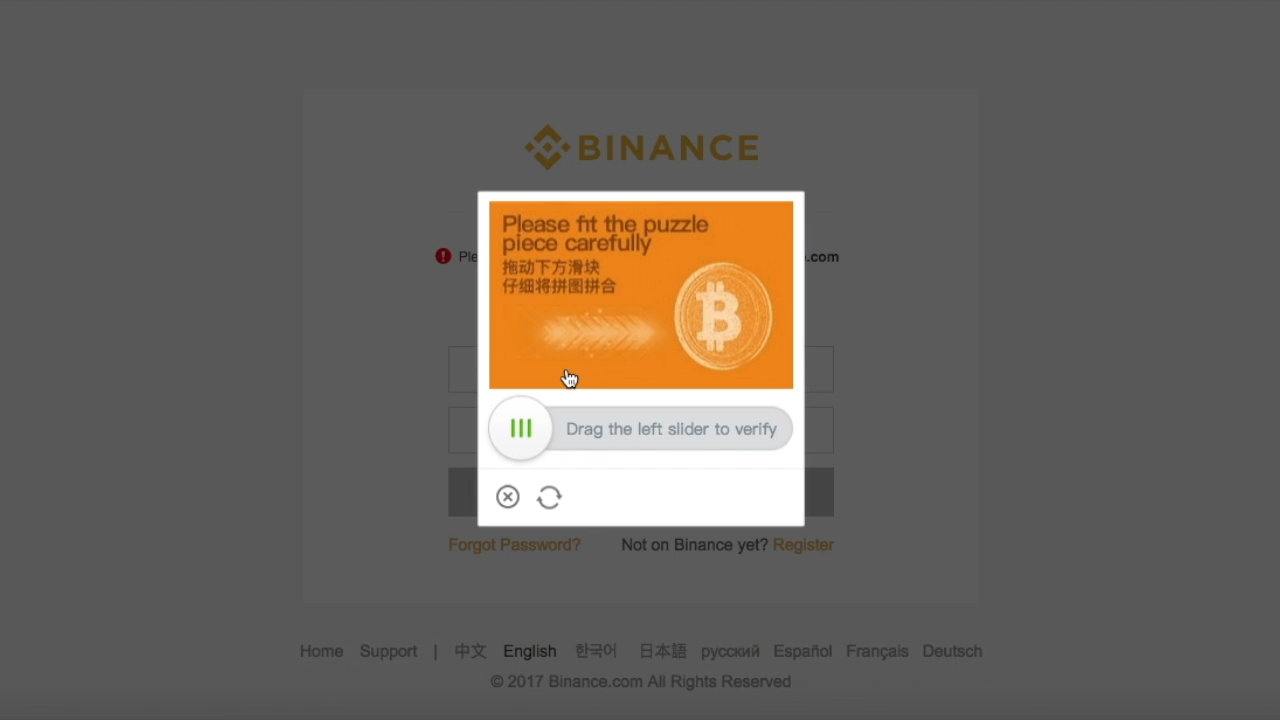 BINANCE
Please fit the puzzle
piece carefully
拖动下方滑块
仔细将拼图拼合
.com
Drag the left slider to verify
Forgot Password? Not on Binance yet? Register
Home Support | 中文 English 한국어 日本語 русский Español Français Deutsch
© 2017 Binance.com All Rights Reserved